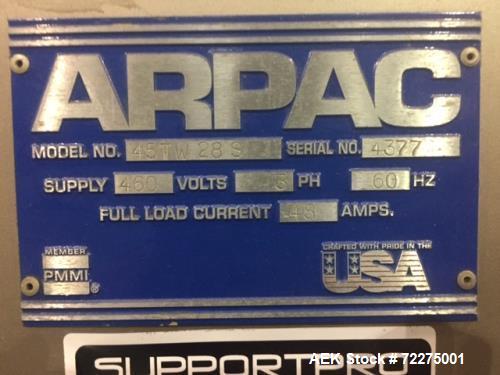 ARPAC
MODEL NO. 45TW 28 S SERIAL NO. 4377
SUPPLY 460 VOLTS PH 60 HZ
FULL LOAD CURRENT AMPS.
MEMBER
PMMI
®
CRAFTED WITH PRIDE IN THE
USA
SUPPORTPRO
AEK Stock # 72275001